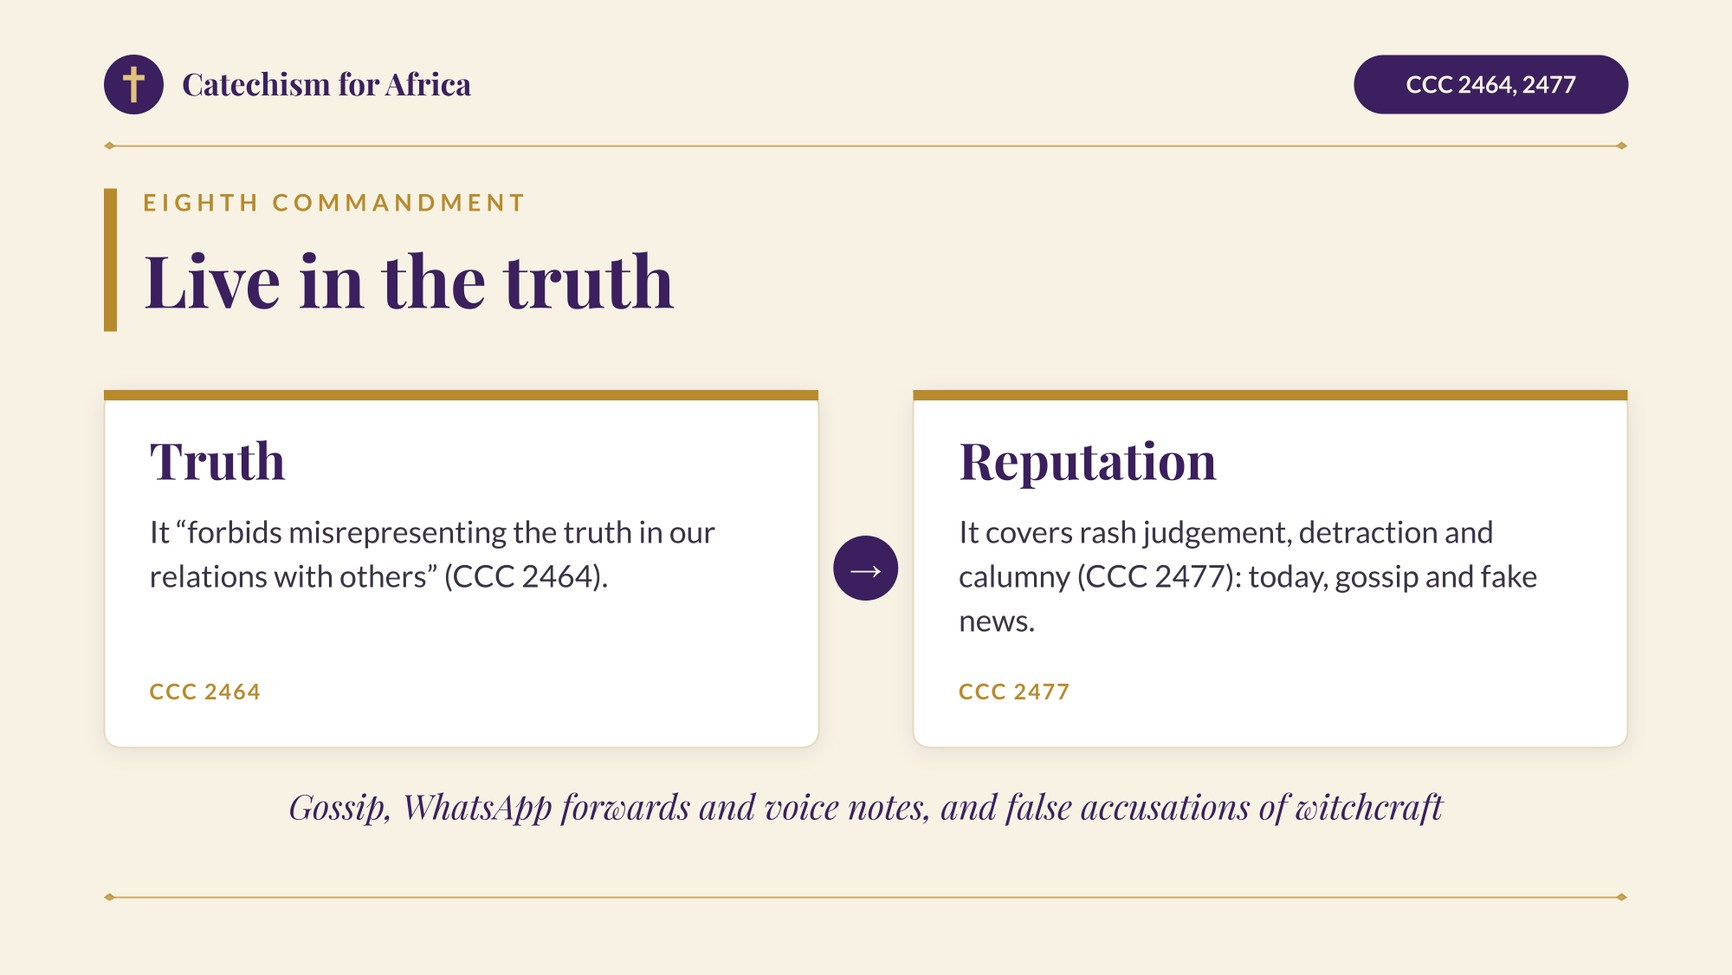 Catechism for Africa
CCC 2464, 2477
EIGHTH COMMANDMENT
Live in the truth
Truth
It “forbids misrepresenting the truth in our
relations with others” (CCC 2464).
CCC 2464
→
Reputation
It covers rash judgement, detraction and
calumny (CCC 2477): today, gossip and fake
news.
CCC 2477
Gossip, WhatsApp forwards and voice notes, and false accusations of witchcraft